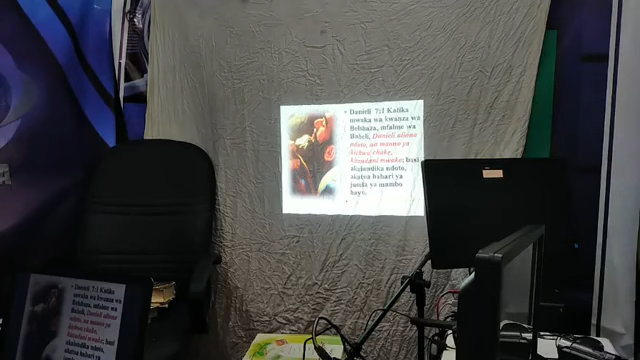 • Danieli 7:1 Katika
mwaka wa kwanza wa
Belshaza, mfalme wa
Babeli, Danieli aliona
ndoto, na maono ya
kichwa chake,
kitandani mwake; basi
akaiandika ndoto,
akatoa habari ya
jumla ya mambo
hayo.
• Danieli 7:1 Katika
mwaka wa kwanza wa
Belshaza, mfalme wa
Babeli, Danieli aliona
ndoto, na maono ya
kichwa chake,
kitandani mwake; basi
akaiandika ndoto,
akatoa habari ya